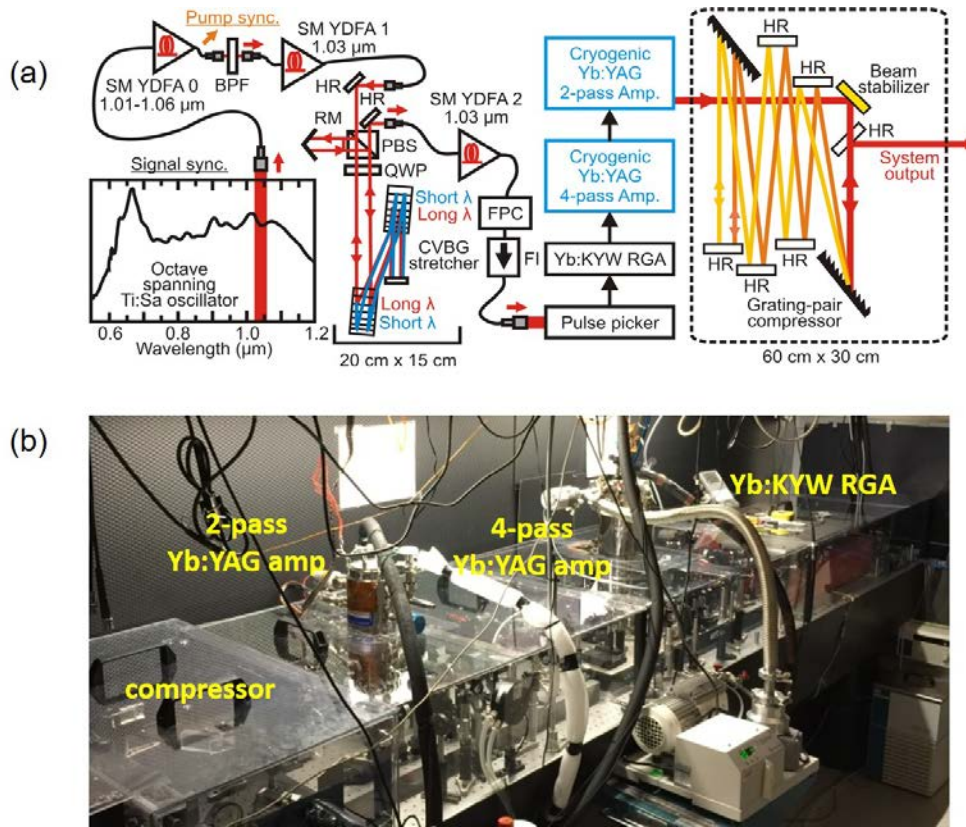 (a)
Pump sync.
SM YDFA 0
1.01-1.06 µm
BPF
SM YDFA 1
1.03 µm
HR
HR
RM
PBS
QWP
SM YDFA 2
1.03 µm
Signal sync.
Octave
spanning
Ti:Sa oscillator
0.6 0.8 1.0 1.2
Wavelength (µm)
Short λ
Long λ
CVBG
stretcher
Long λ
Short λ
20 cm x 15 cm
FPC
FI
Pulse picker
Yb:KYW RGA
Cryogenic
Yb:YAG
4-pass Amp.
Cryogenic
Yb:YAG
2-pass Amp.
HR
HR
Beam
stabilizer
HR
System
output
HR
HR
HR
Grating-pair
compressor
60 cm x 30 cm
(b)
2-pass
Yb:YAG amp
4-pass
Yb:YAG amp
Yb:KYW RGA
compressor